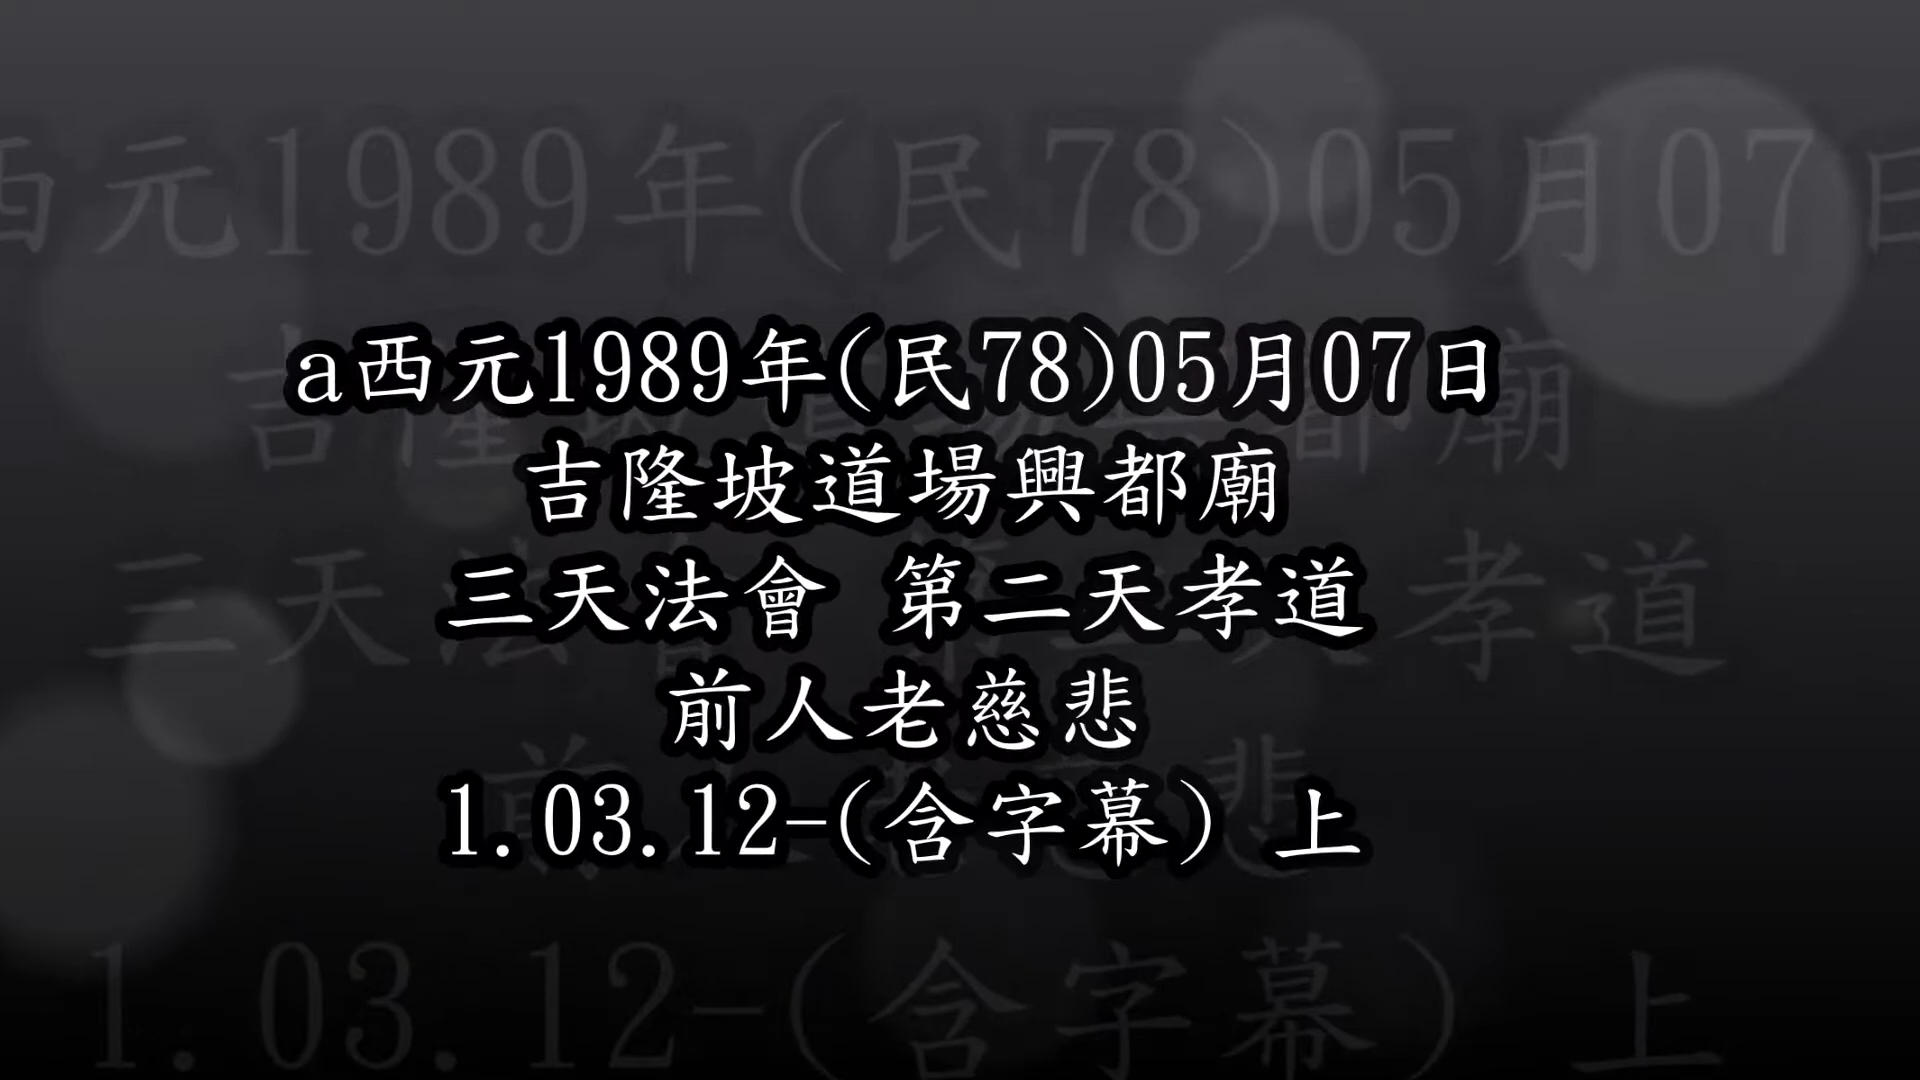 a西元1989年(民78)05月07日
吉隆坡道場興都廟
三天法會 第二天孝道
前人老慈悲
1.03.12-(含字幕) 上